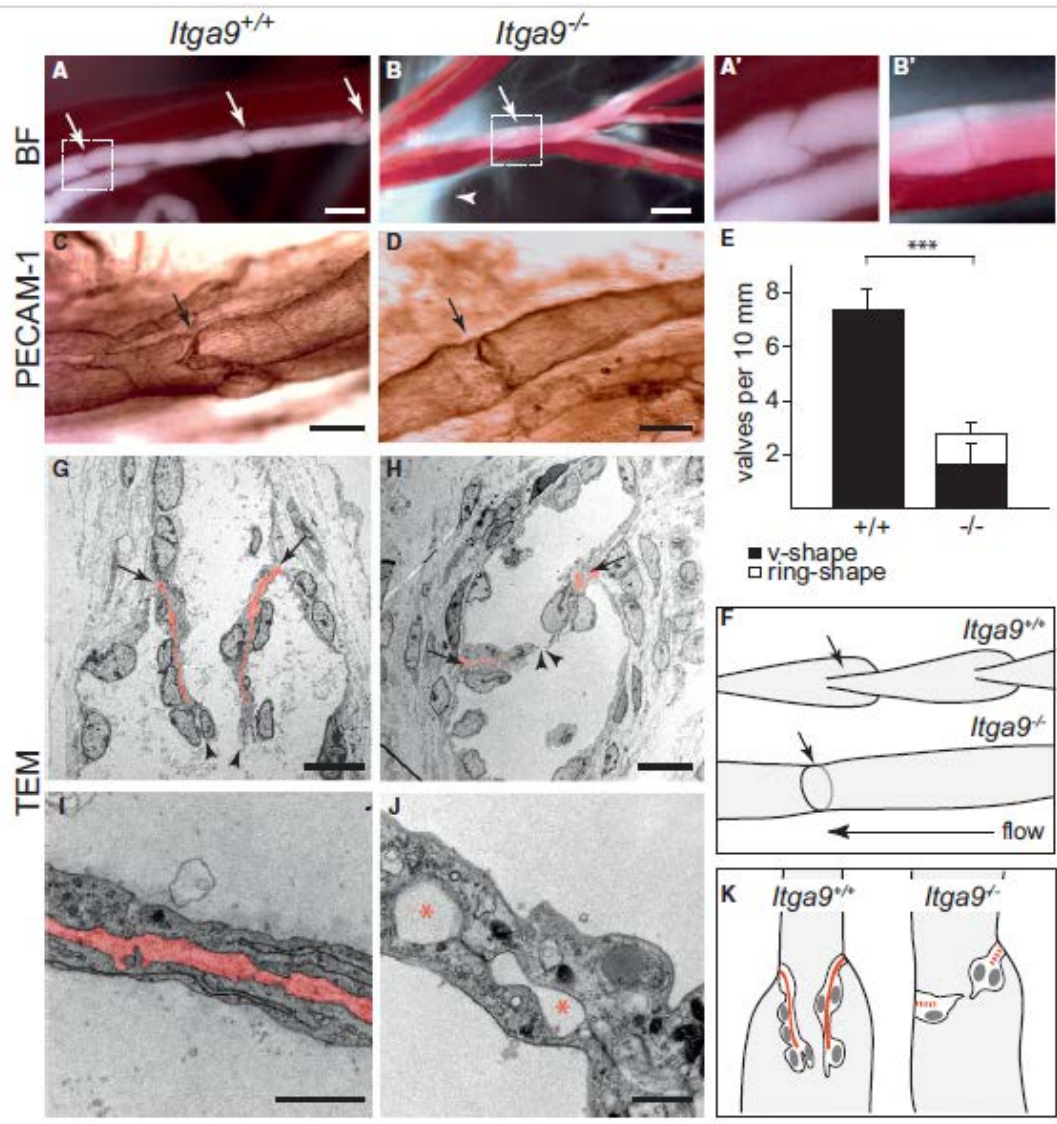 Itga9+/+ Itga9-/-
BF
A
B
A'
B'
PECAM-1
C
D
E
***
valves per 10 mm
8
6
4
2
+/+
-/-
v-shape
ring-shape
TEM
G
H
F
Itga9+/+
Itga9-/-
flow
I
J
*
*
K
Itga9+/+
Itga9-/-